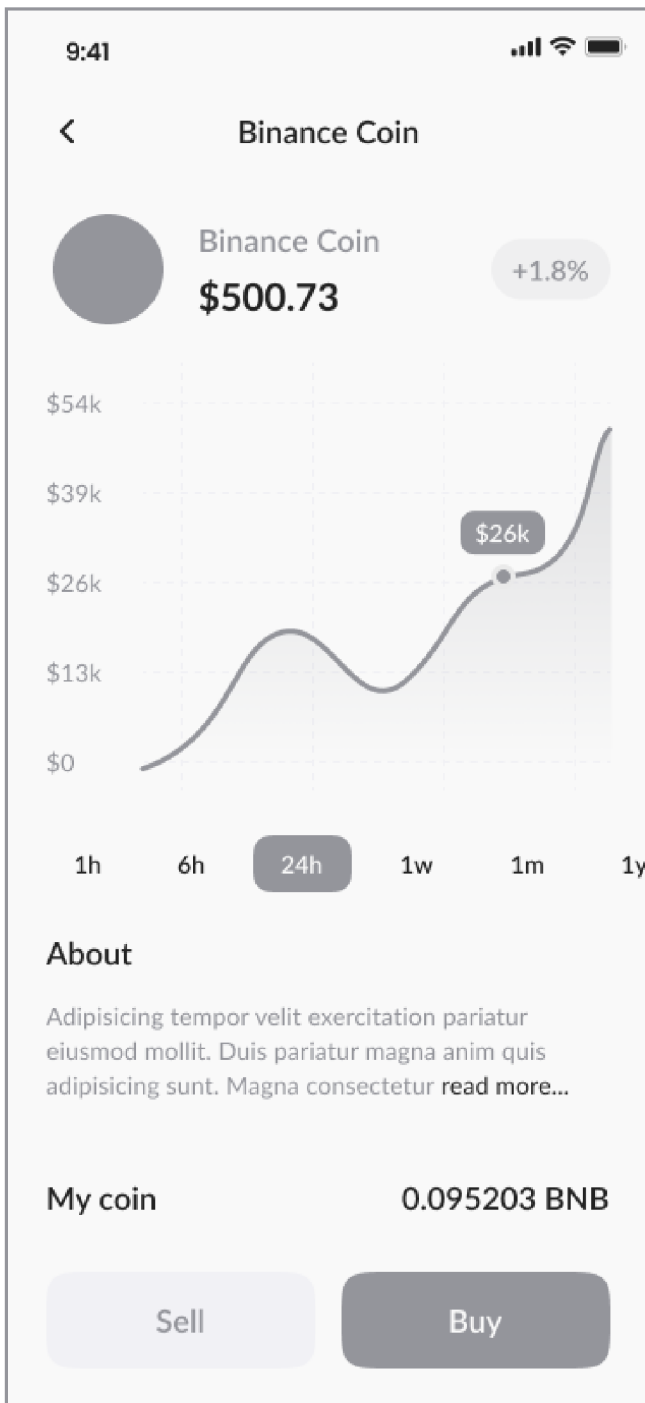 9:41
Binance Coin
Binance Coin
$500.73
+1.8%
$54k
$39k
$26k
$26k
$13k
$0
1h 6h 24h 1w 1m 1y
About
Adipisicing tempor velit exercitation pariatur
eiusmod mollit. Duis pariatur magna anim quis
adipisicing sunt. Magna consectetur read more...
My coin 0.095203 BNB
Sell Buy